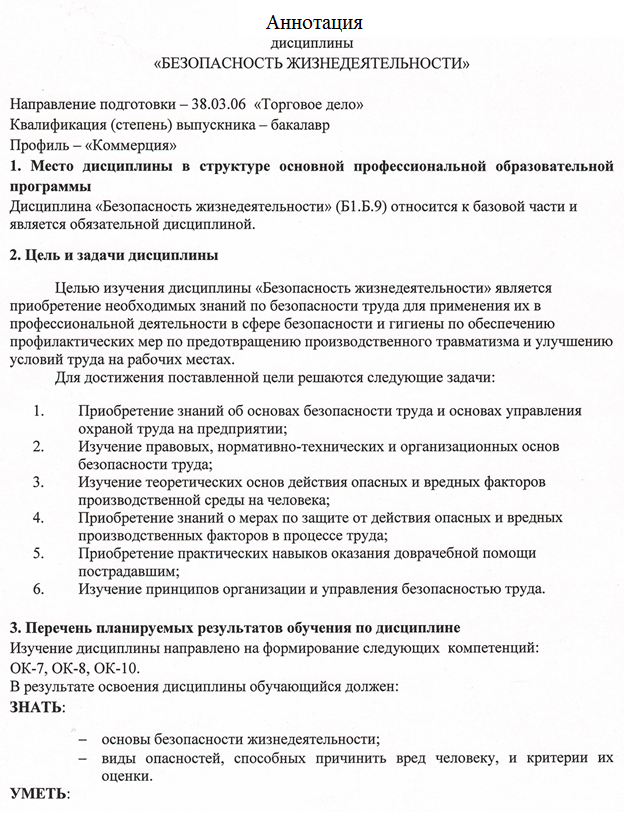 Аннотация
дисциплины
«БЕЗОПАСНОСТЬ ЖИЗНЕДЕЯТЕЛЬНОСТИ»
Направление подготовки – 38.03.06 «Торговое дело»
Квалификация (степень) выпускника – бакалавр
Профиль – «Коммерция»
1. Место дисциплины в структуре основной профессиональной образовательной
программы
Дисциплина «Безопасность жизнедеятельности» (Б1.Б.9) относится к базовой части и
является обязательной дисциплиной.
2. Цель и задачи дисциплины
Целью изучения дисциплины «Безопасность жизнедеятельности» является
приобретение необходимых знаний по безопасности труда для применения их в
профессиональной деятельности в сфере безопасности и гигиены по обеспечению
профилактических мер по предотвращению производственного травматизма и улучшению
условий труда на рабочих местах.
Для достижения поставленной цели решаются следующие задачи:
1. Приобретение знаний об основах безопасности труда и основах управления
охраной труда на предприятии;
2. Изучение правовых, нормативно-технических и организационных основ
безопасности труда;
3. Изучение теоретических основ действия опасных и вредных факторов
производственной среды на человека;
4. Приобретение знаний о мерах по защите от действия опасных и вредных
производственных факторов в процессе труда;
5. Приобретение практических навыков оказания доврачебной помощи
пострадавшим;
6. Изучение принципов организации и управления безопасностью труда.
3. Перечень планируемых результатов обучения по дисциплине
Изучение дисциплины направлено на формирование следующих компетенций:
ОК-7, ОК-8, ОК-10.
В результате освоения дисциплины обучающийся должен:
ЗНАТЬ:
– основы безопасности жизнедеятельности;
– виды опасностей, способных причинить вред человеку, и критерии их
оценки.
УМЕТЬ: